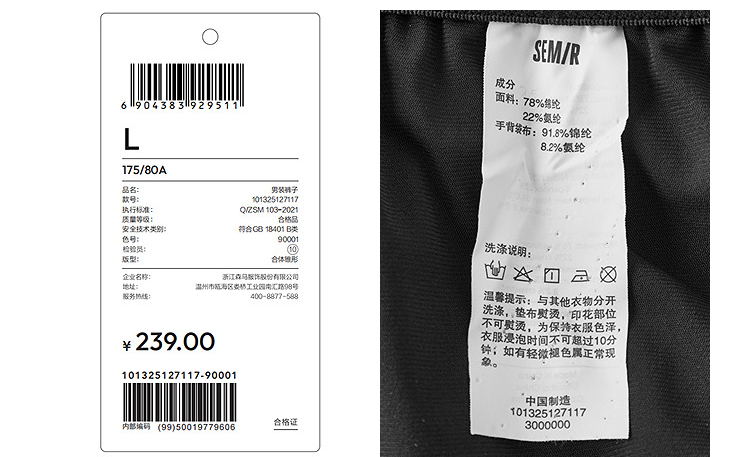 6 904383 929511
L
175/80A
品名: 男装裤子
款号: 101325127117
执行标准: Q/ZSM 103-2021
质量等级: 合格品
安全技术类别: 符合GB 18401 B类
色号: 90001
检验员: 10
版型: 合体锥形
企业名称: 浙江森马服饰股份有限公司
地址: 温州市瓯海区娄桥工业园南汇路98号
服务热线: 400-8877-588
¥ 239.00
101325127117-90001
内部编码 (99)50019779606
合格证
SEMIR
成分
面料: 78%锦纶
22%氨纶
手背袋布: 91.8%锦纶
8.2%氨纶
洗涤说明:
温馨提示: 与其他衣物分开
洗涤, 垫布熨烫, 印花部位
不可熨烫, 为保持衣服色泽,
衣服浸泡时间不可超过10分
钟, 如有轻微褪色属正常现
象。
中国制造
101325127117
3000000